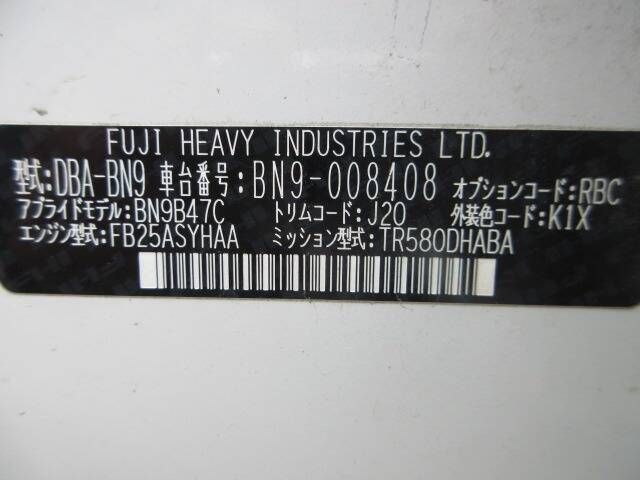 FUJI HEAVY INDUSTRIES LTD.
型式:DBA-BN9 車台番号:BN9-008408 オプションコード:RBC
アプライドモデル:BN9B47C トリムコード:J20 外装色コード:K1X
エンジン型式:FB25ASYHAA ミッション型式:TR580DHABA